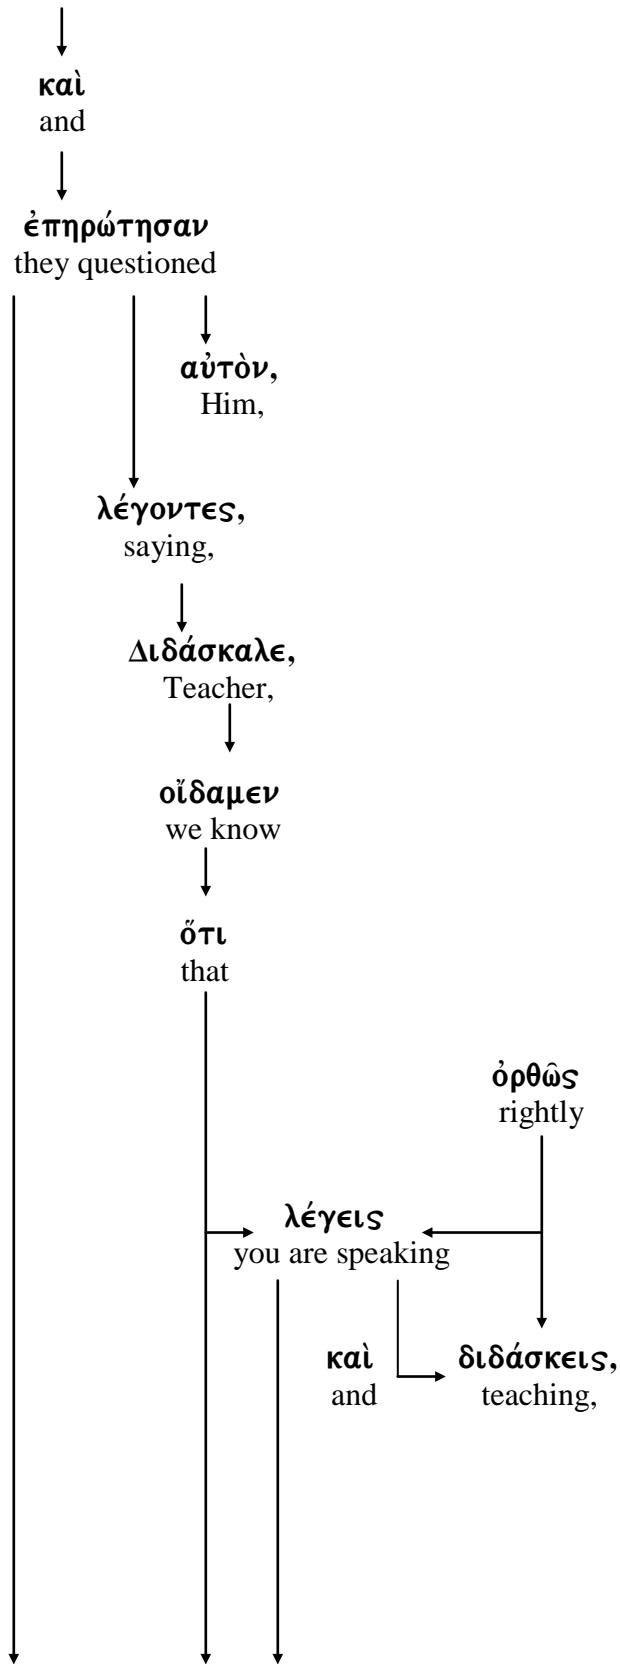 καὶ
and
ἐπηρώτησαν
they questioned
αὐτὸν,
Him,
λέγοντες,
saying,
Διδάσκαλε,
Teacher,
οἴδαμεν
we know
ὅτι
that
ὀρθῶς
rightly
λέγεις
you are speaking
καὶ διδάσκεις,
and teaching,